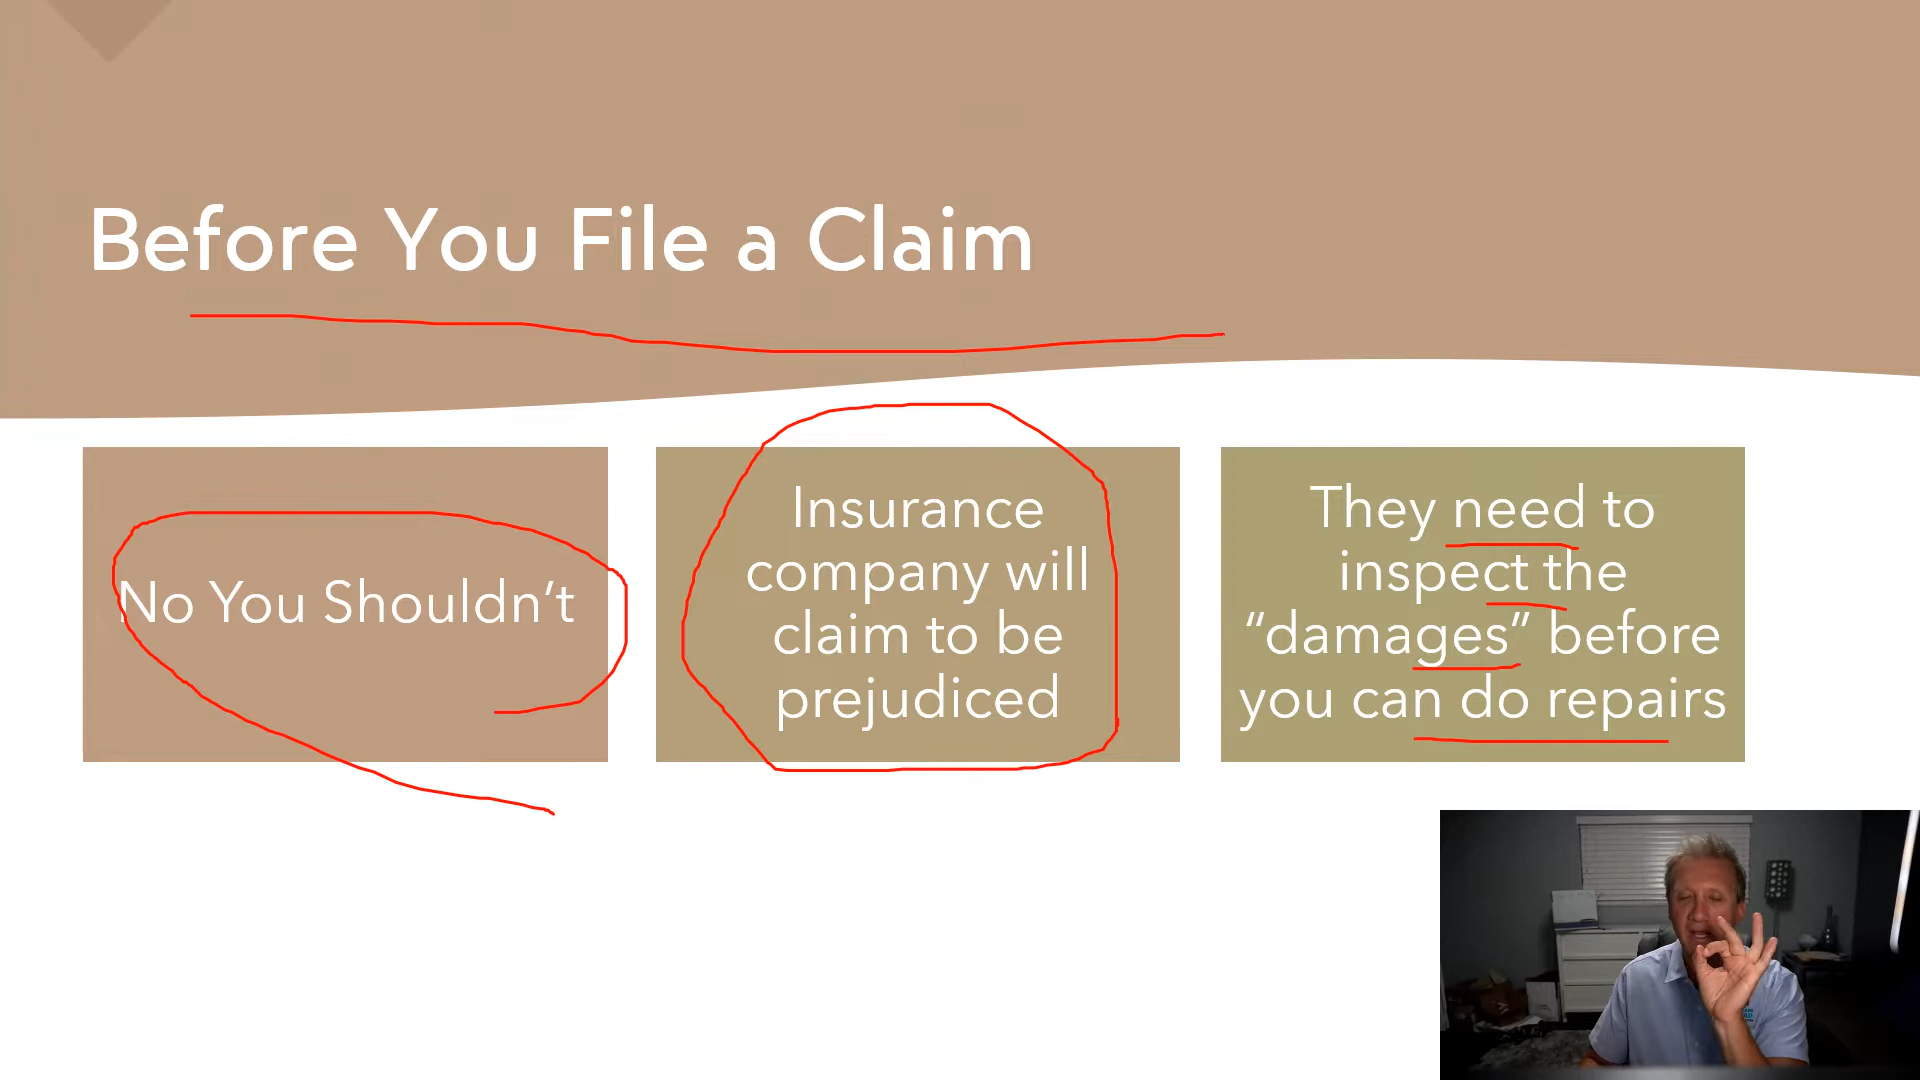 Before You File a Claim
No You Shouldn’t
Insurance
company will
claim to be
prejudiced
They need to
inspect the
“damages” before
you can do repairs